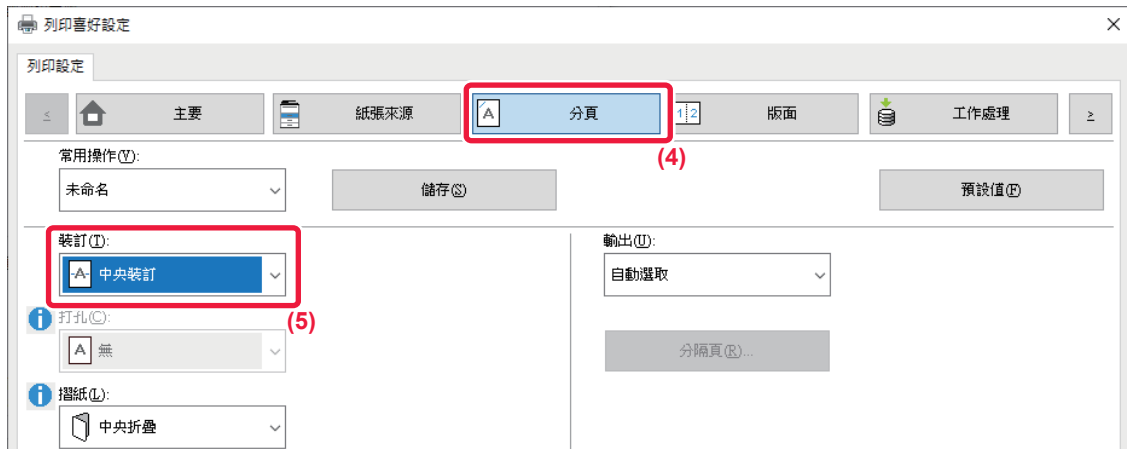 列印喜好設定
列印設定
≤ 主要 紙張來源 A 分頁 1 2 版面 工作處理 ≥
(4)
常用操作(V):
未命名 儲存(S) 預設值(F)
裝訂(T): 輸出(U):
-A- 中央裝訂 自動選取
(5)
打孔(C):
A 無 分隔頁(R)...
摺紙(L):
中央折疊